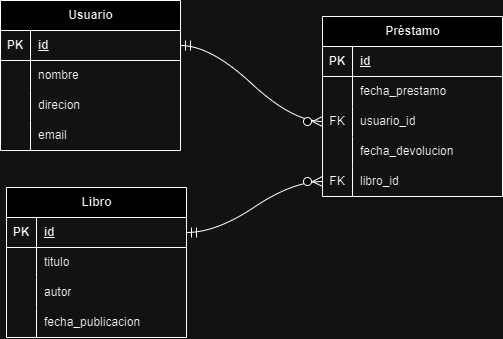 Usuario
PK id
nombre
direcion
email
Préstamo
PK id
fecha_prestamo
FK usuario_id
fecha_devolucion
FK libro_id
Libro
PK id
titulo
autor
fecha_publicacion